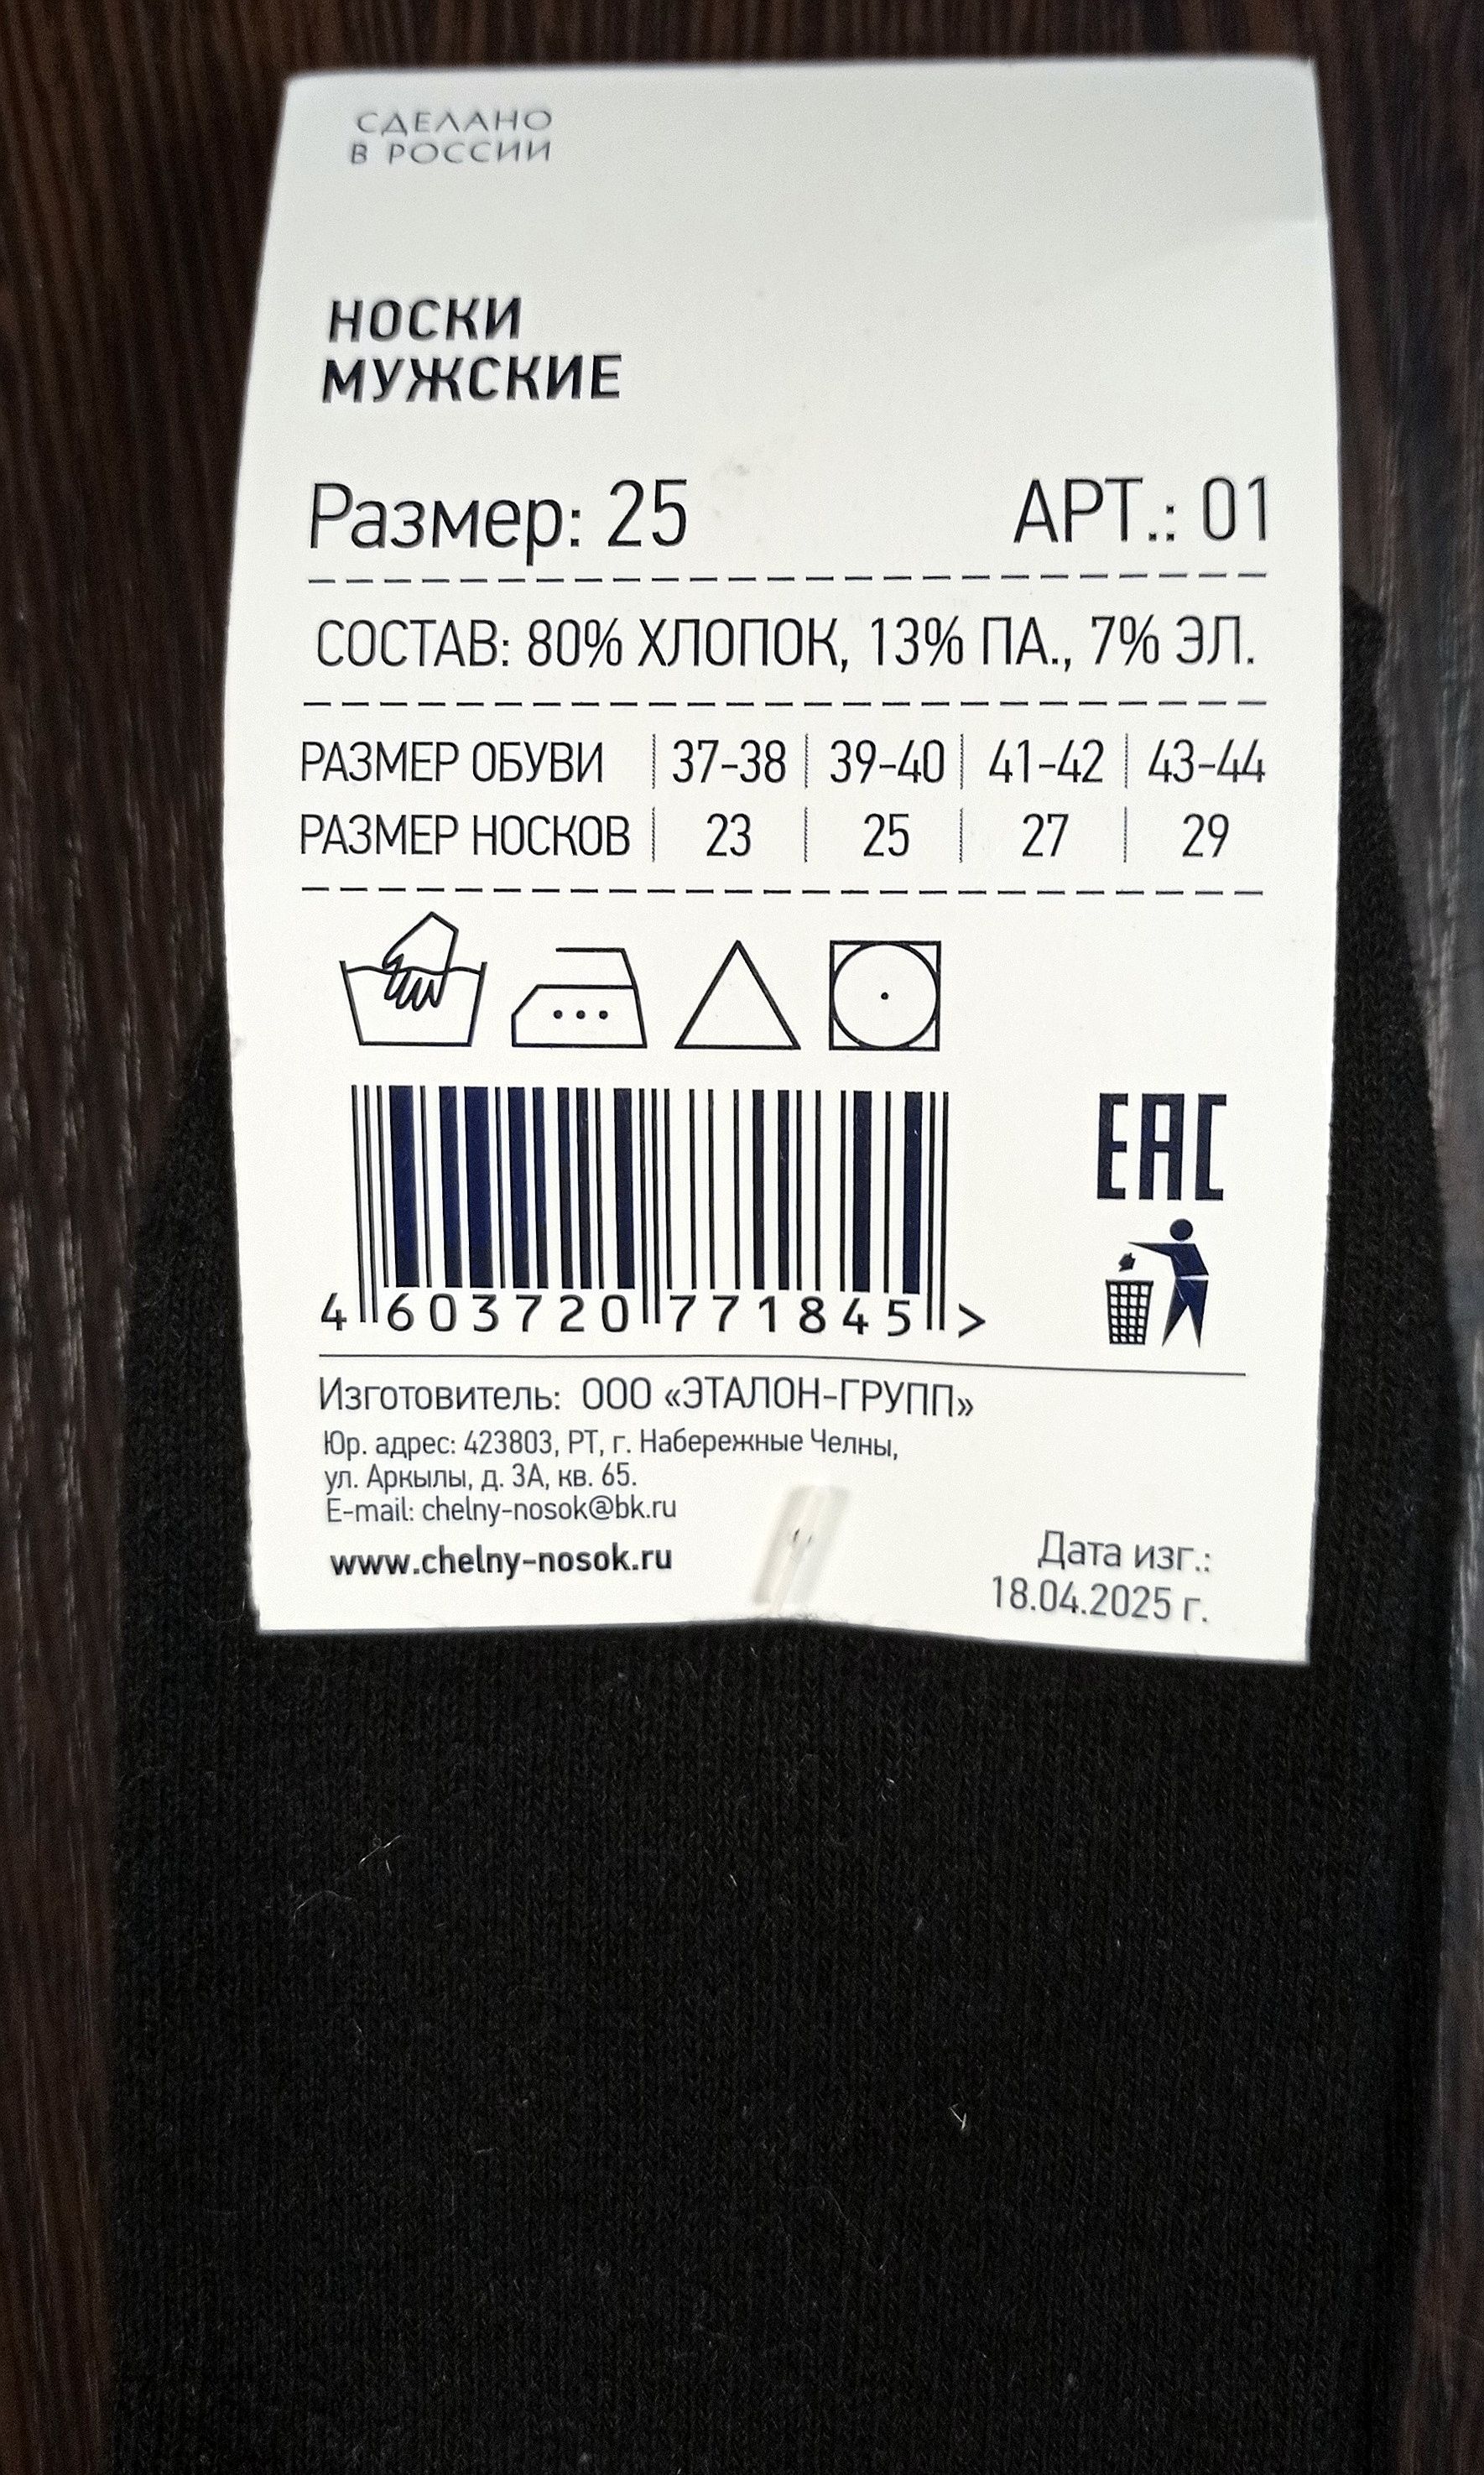 СДЕЛАНО
В РОССИИ
НОСКИ
МУЖСКИЕ
Размер: 25 АРТ.: 01
СОСТАВ: 80% ХЛОПОК, 13% ПА., 7% ЭЛ.
РАЗМЕР ОБУВИ 37-38 39-40 41-42 43-44
РАЗМЕР НОСКОВ 23 25 27 29
EAC
4 603720 771845 >
Изготовитель: ООО «ЭТАЛОН-ГРУПП»
Юр. адрес: 423803, РТ, г. Набережные Челны,
ул. Аркылы, д. 3А, кв. 65.
E-mail: chelny-nosok@bk.ru
www.chelny-nosok.ru
Дата изг.:
18.04.2025 г.